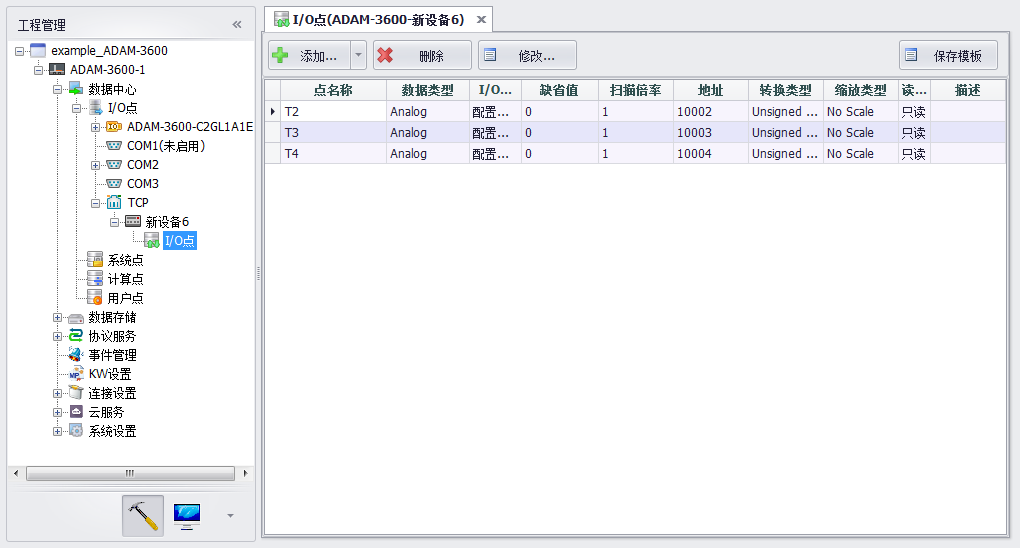 工程管理
example_ADAM-3600
ADAM-3600-1
数据中心
I/O点
ADAM-3600-C2GL1A1E
COM1(未启用)
COM2
COM3
TCP
新设备6
I/O点
系统点
计算点
用户点
数据存储
协议服务
事件管理
KW设置
连接设置
云服务
系统设置
I/O点(ADAM-3600-新设备6)
添加... 删除 修改... 保存模板
点名称 数据类型 I/O... 缺省值 扫描倍率 地址 转换类型 缩放类型 读... 描述
T2 Analog 配置... 0 1 10002 Unsigned ... No Scale 只读
T3 Analog 配置... 0 1 10003 Unsigned ... No Scale 只读
T4 Analog 配置... 0 1 10004 Unsigned ... No Scale 只读